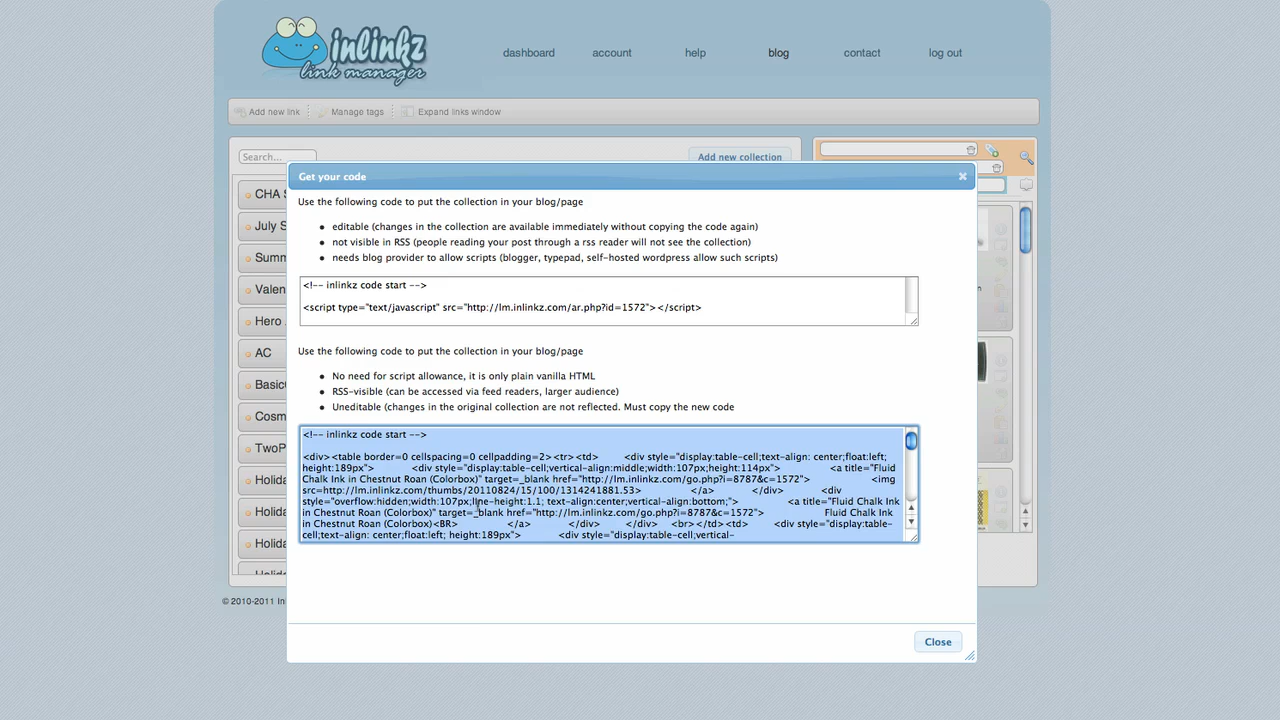 inlinkz
link manager
dashboard account help blog contact log out
Add new link Manage tags Expand links window
Search...
Add new collection
Get your code
Use the following code to put the collection in your blog/page
editable (changes in the collection are available immediately without copying the code again)
not visible in RSS (people reading your post through a rss reader will not see the collection)
needs blog provider to allow scripts (blogger, typepad, self-hosted wordpress allow such scripts)
<!-- inlinkz code start -->
<script type="text/javascript" src="http://lm.inlinkz.com/ar.php?id=1572"></script>
Use the following code to put the collection in your blog/page
No need for script allowance, it is only plain vanilla HTML
RSS-visible (can be accessed via feed readers, larger audience)
Uneditable (changes in the original collection are not reflected. Must copy the new code
<!-- inlinkz code start -->
<div><table border=0 cellspacing=0 cellpadding=2><tr><td> <div style="display:table-cell;text-align: center;float:left;
height:189px"> <div style="display:table-cell;vertical-align:middle;width:107px;height:114px"> <a title="Fluid
Chalk Ink in Chestnut Roan (Colorbox)" target=_blank href="http://lm.inlinkz.com/go.php?i=8787&c=1572"> <img
src=http://lm.inlinkz.com/thumbs/20110824/15/100/1314241881.53> </a> </div> <div
style="overflow:hidden;width:107px;line-height:1.1; text-align:center;vertical-align:bottom;"> <a title="Fluid Chalk Ink
in Chestnut Roan (Colorbox)" target=_blank href="http://lm.inlinkz.com/go.php?i=8787&c=1572"> Fluid Chalk Ink
in Chestnut Roan (Colorbox)<BR> </a> </div> </div> <br></td><td> <div style="display:table-
cell;text-align: center;float:left; height:189px"> <div style="display:table-cell;vertical-
Close
CHA S
July S
Summ
Valen
Hero
AC
Basic
Cosm
TwoP
Holida
Holida
Holida
© 2010-2011 In